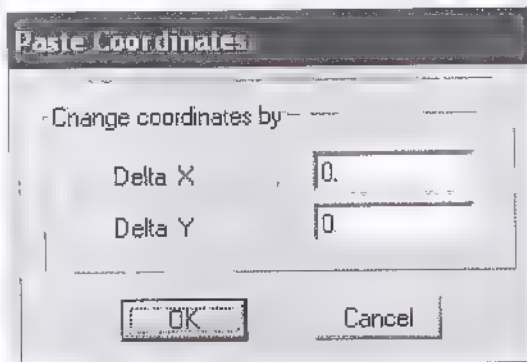 Paste Coordinates
Change coordinates by
Delta X 0.
Delta Y 0.
OK Cancel